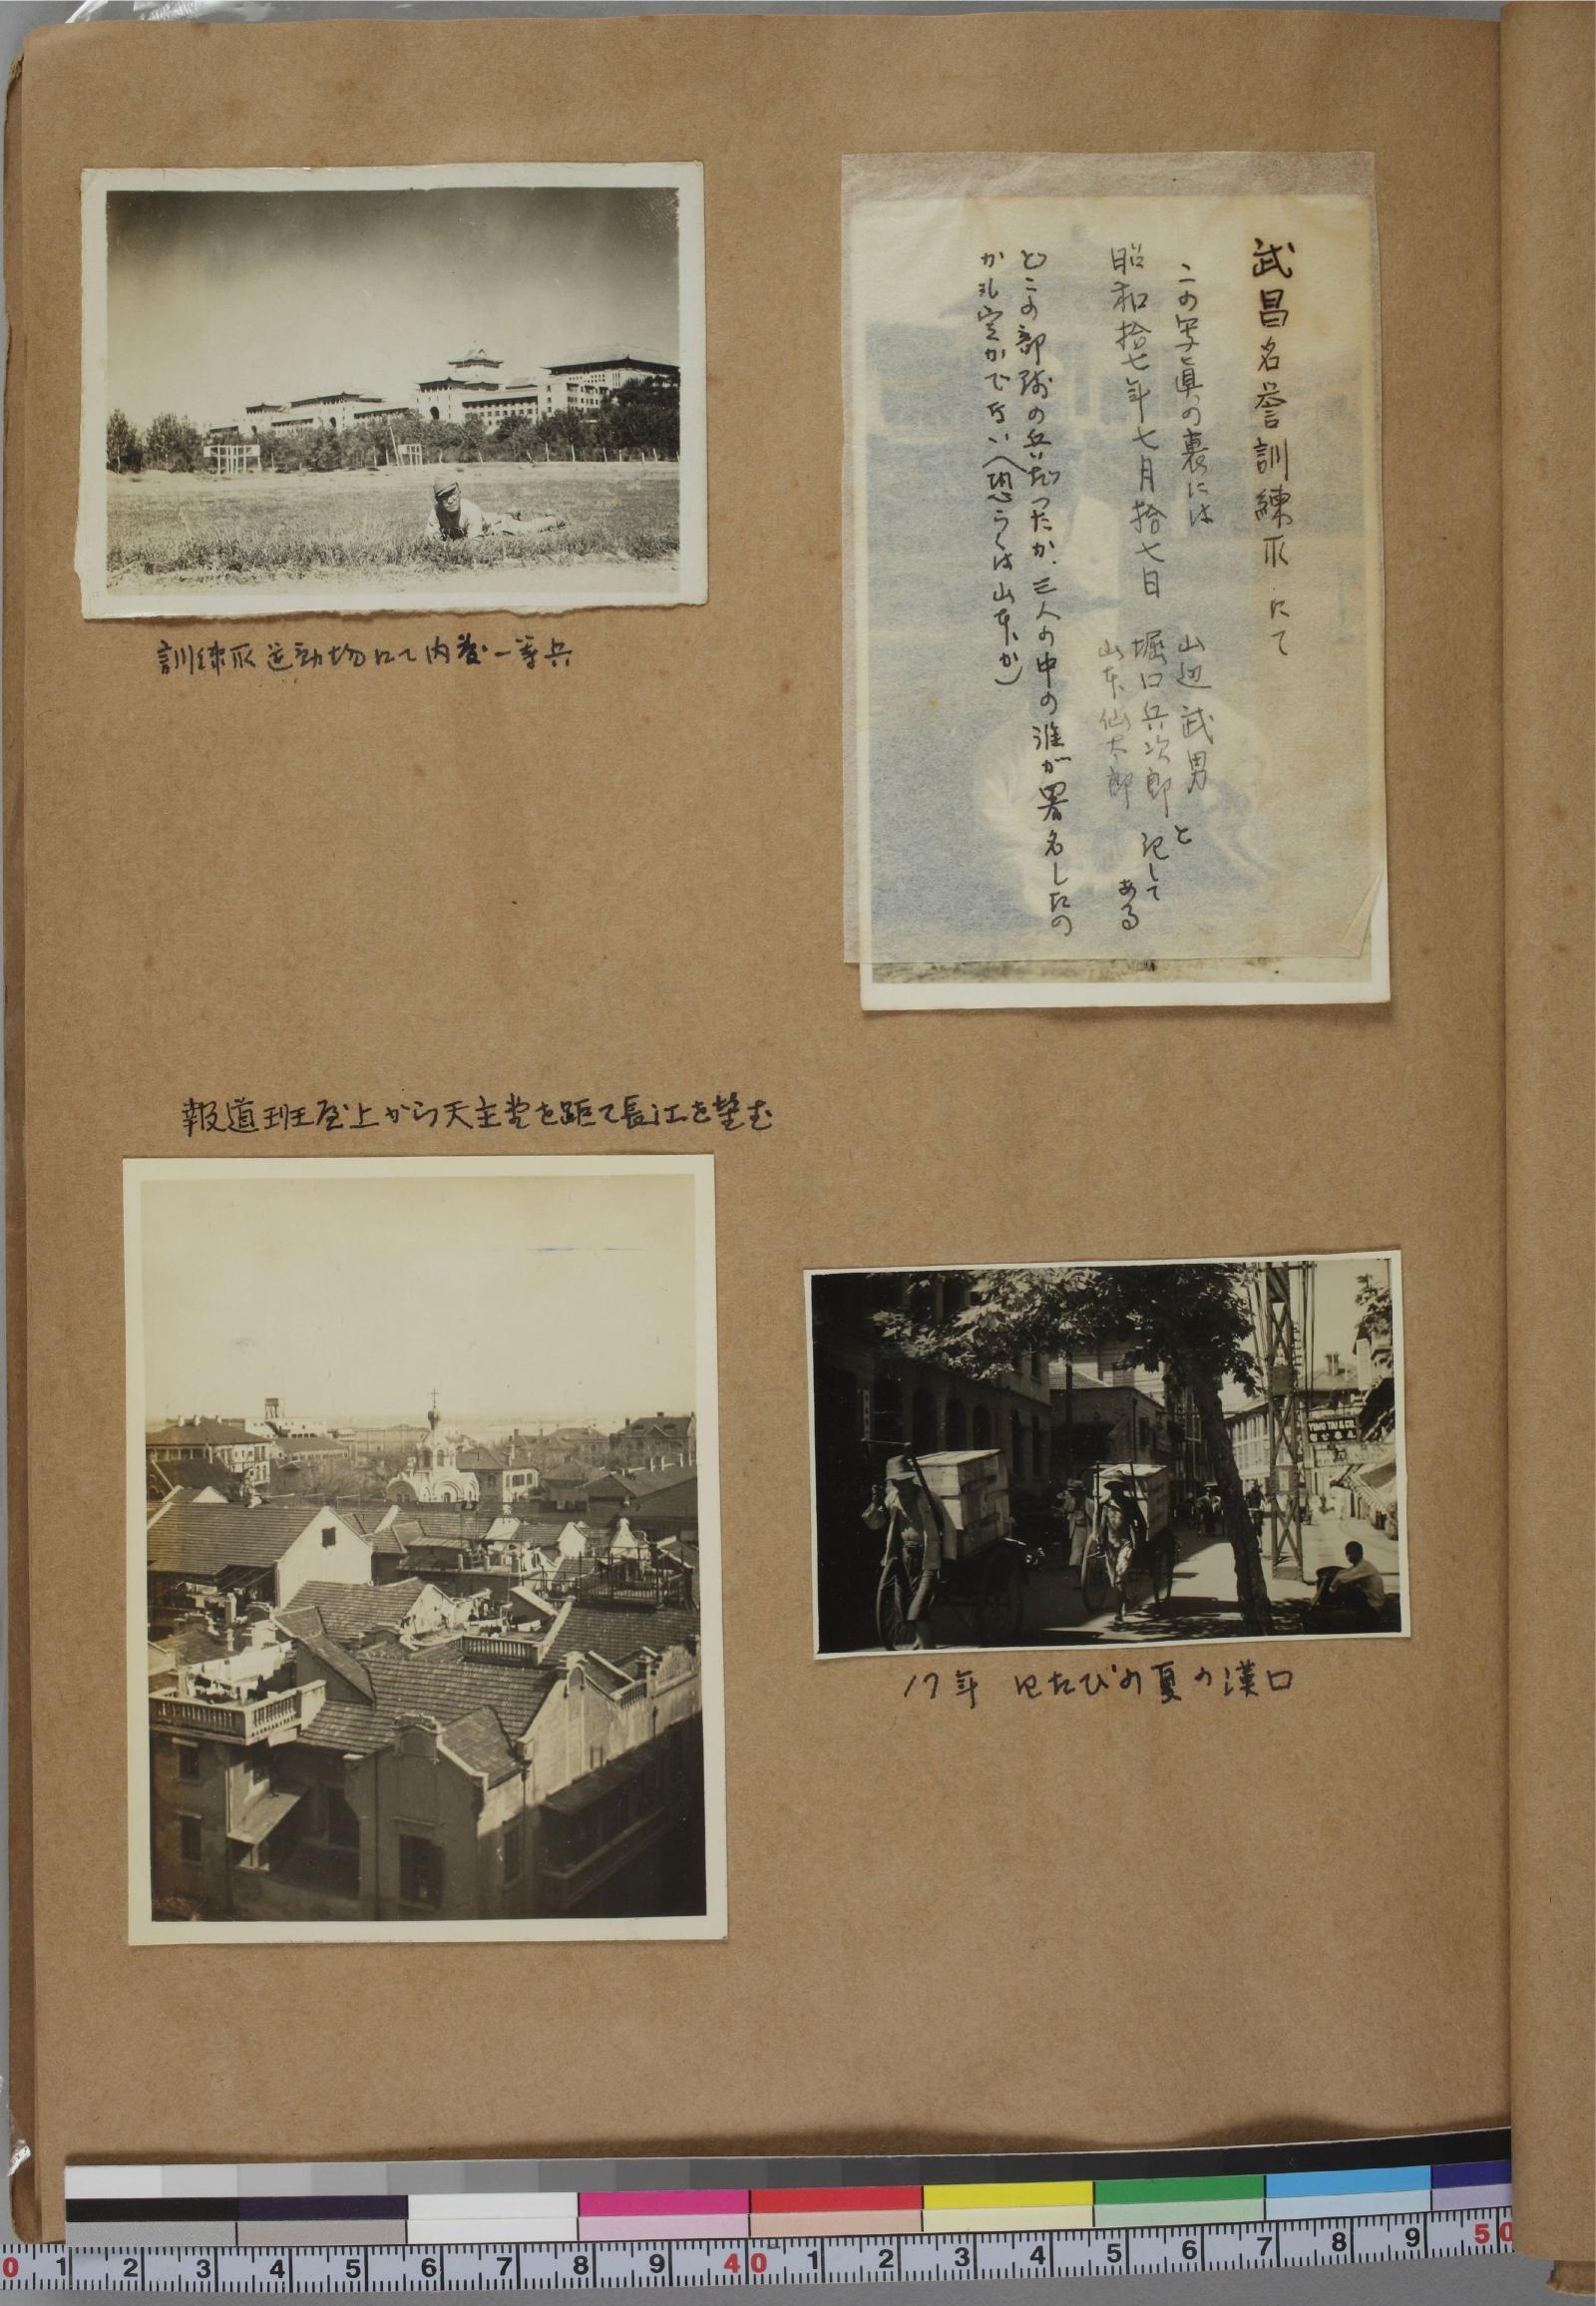 武昌名誉訓練所にて
この写真の裏には
昭和拾七年七月拾七日
山辺武男
堀口兵次郎
山本仙太郎
と
記して
ある
どこの部隊の兵だったか、三人の中の誰が署名したの
か凡定かでない(恐らくは山本か)
訓練所運動場にて内 一等兵
報道班屋上から天主堂を距て長江を望む
YUNG TAI & CO.
17年 ふたびの夏の漢口
0 1 2 3 4 5 6 7 8 9 40 1 2 3 4 5 6 7 8 9 50